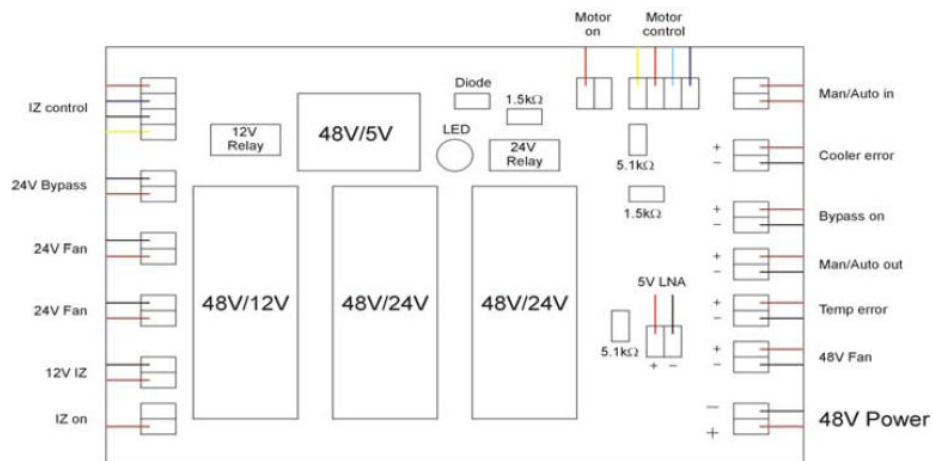 Motor
on
Motor
control
IZ control
Diode
1.5kΩ
Man/Auto in
12V
Relay
48V/5V
LED
24V
Relay
5.1kΩ
+
−
Cooler error
24V Bypass
1.5kΩ
+
−
Bypass on
24V Fan
+
−
Man/Auto out
5V LNA
24V Fan
48V/12V
48V/24V
48V/24V
+
−
Temp error
5.1kΩ
+ −
+
−
48V Fan
12V IZ
IZ on
−
+
48V Power